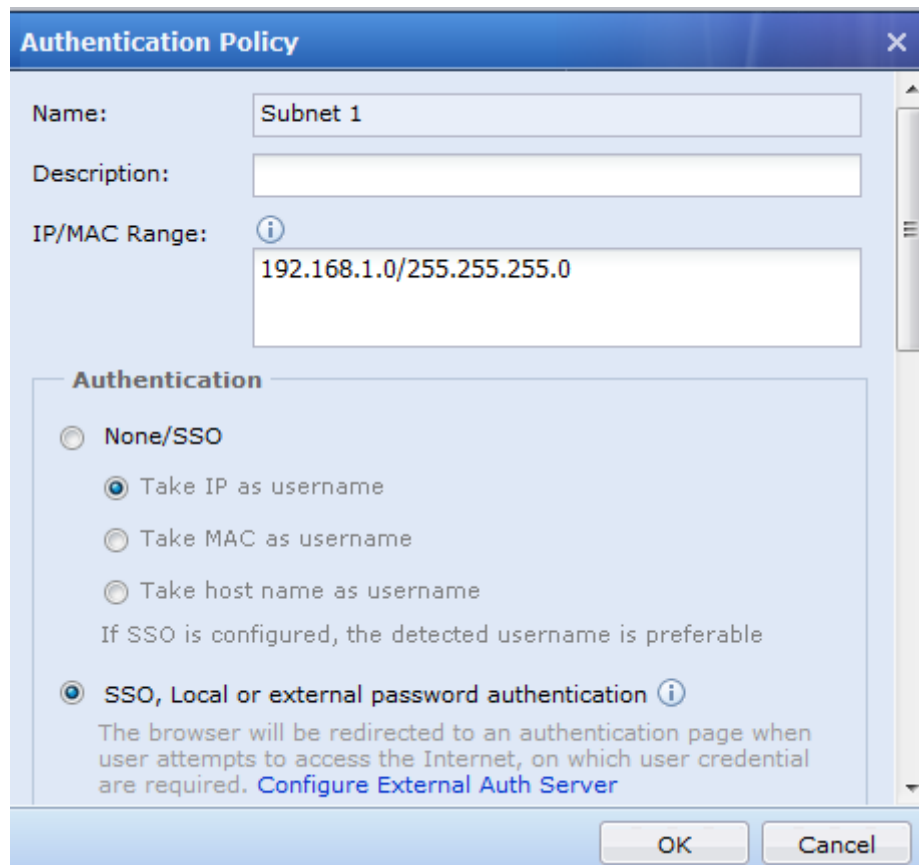 Authentication Policy
Name: Subnet 1
Description:
IP/MAC Range:
192.168.1.0/255.255.255.0
Authentication
None/SSO
Take IP as username
Take MAC as username
Take host name as username
If SSO is configured, the detected username is preferable
SSO, Local or external password authentication
The browser will be redirected to an authentication page when
user attempts to access the Internet, on which user credential
are required. Configure External Auth Server
OK Cancel